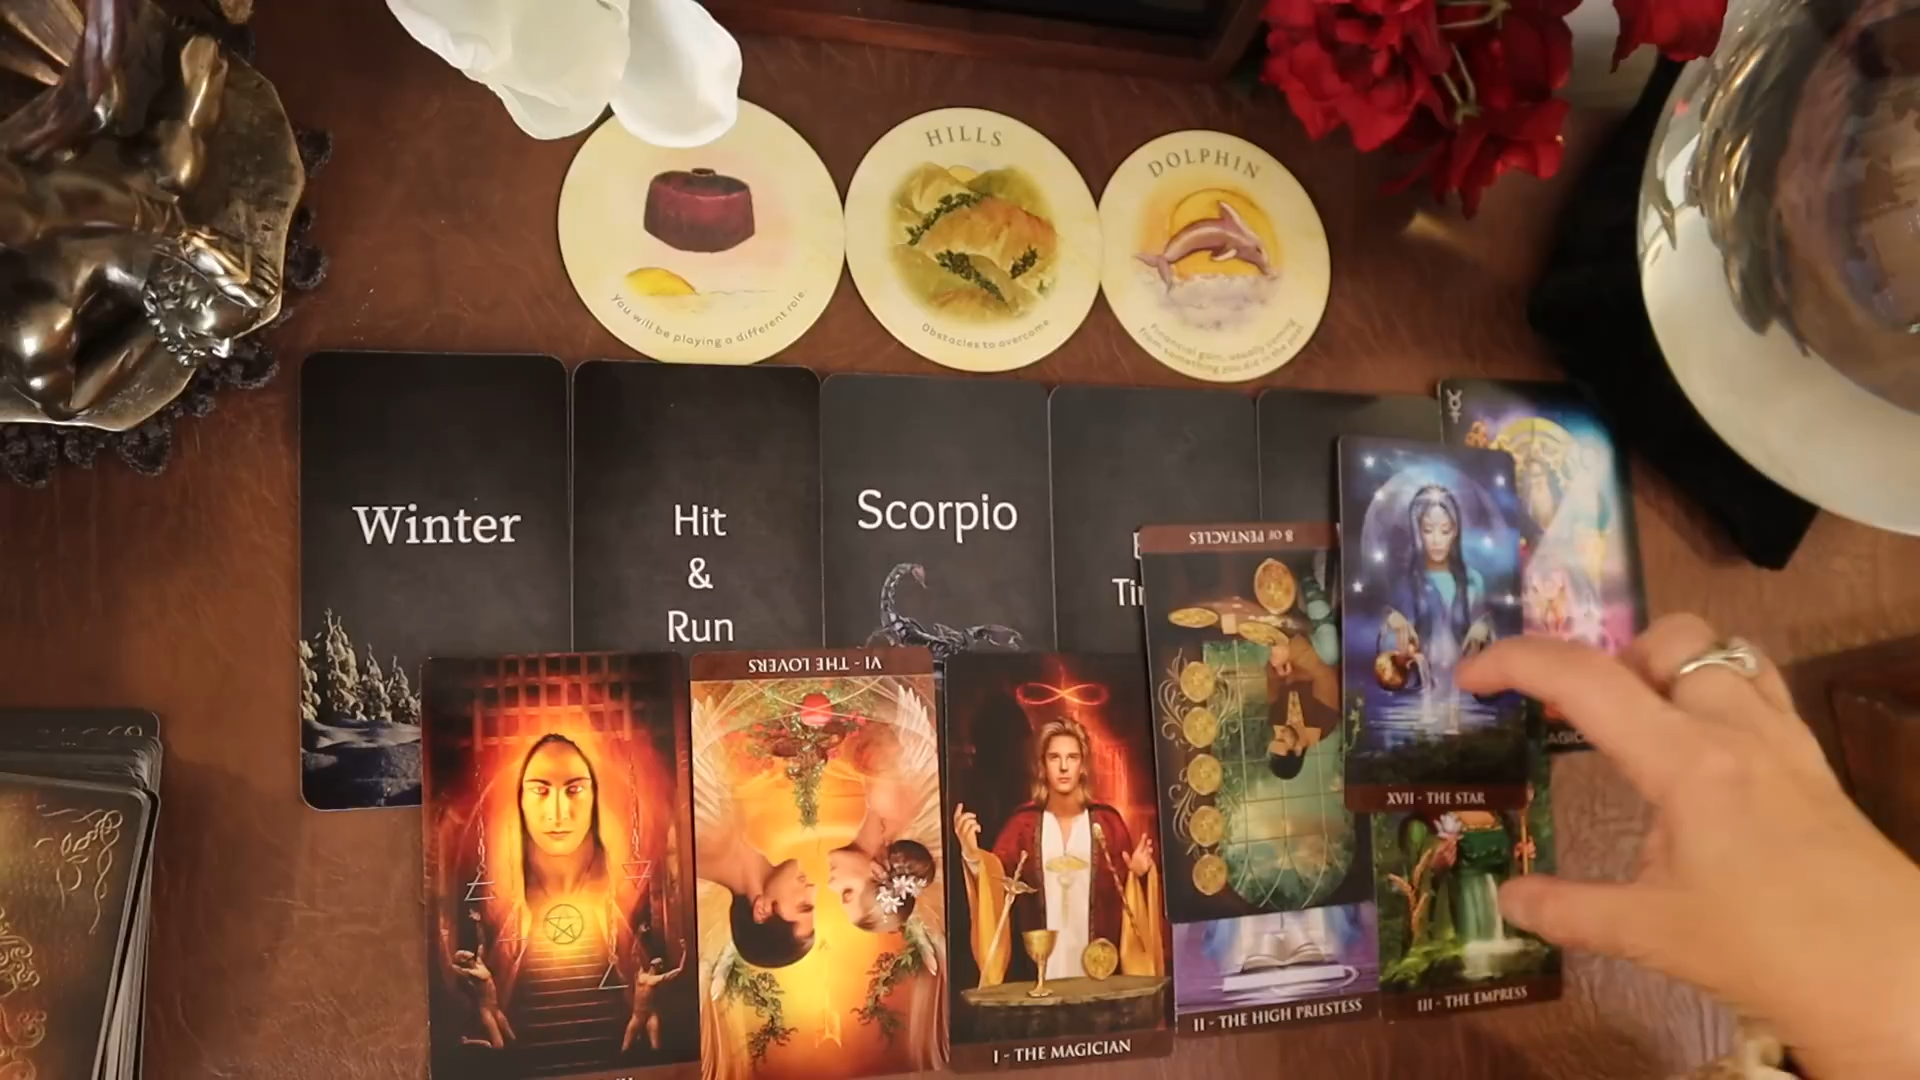 You will be playing a different role.
HILLS
Obstacles to overcome
DOLPHIN
Financial gain, usually coming
from something you did in the past
Winter
Hit
&
Run
Scorpio
8 OF PENTACLES
XVII - THE STAR
VI - THE LOVERS
I - THE MAGICIAN
II - THE HIGH PRIESTESS
III - THE EMPRESS